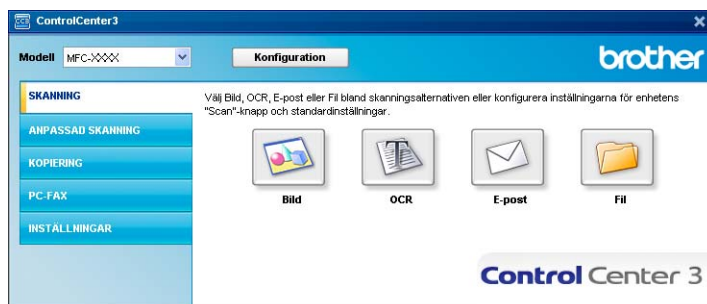 ControlCenter3
Modell MFC-XXXX Konfiguration brother
SKANNING
ANPASSAD SKANNING
KOPIERING
PC-FAX
INSTÄLLNINGAR
Välj Bild, OCR, E-post eller Fil bland skanningsalternativen eller konfigurera inställningarna för enhetens
"Scan"-knapp och standardinställningar.
Bild OCR E-post Fil
Control Center 3